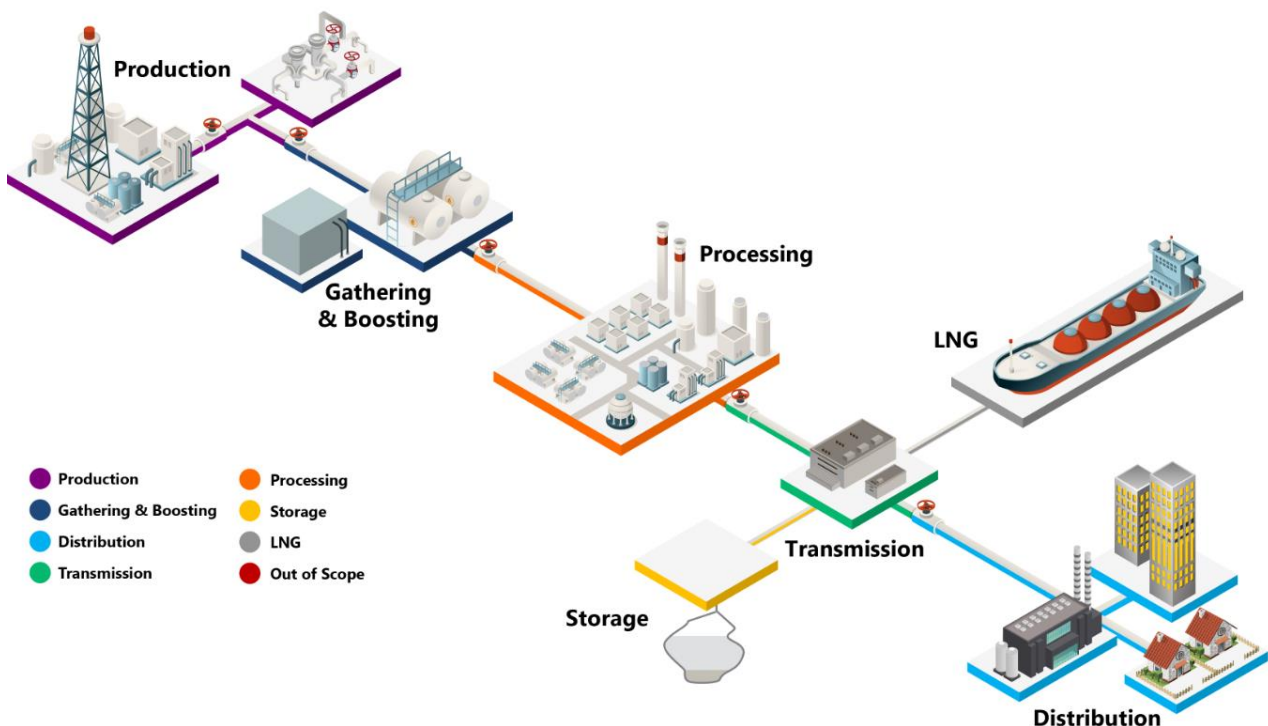 Production
Gathering
& Boosting
Processing
LNG
Transmission
Storage
Distribution
Production
Gathering & Boosting
Distribution
Transmission
Processing
Storage
LNG
Out of Scope